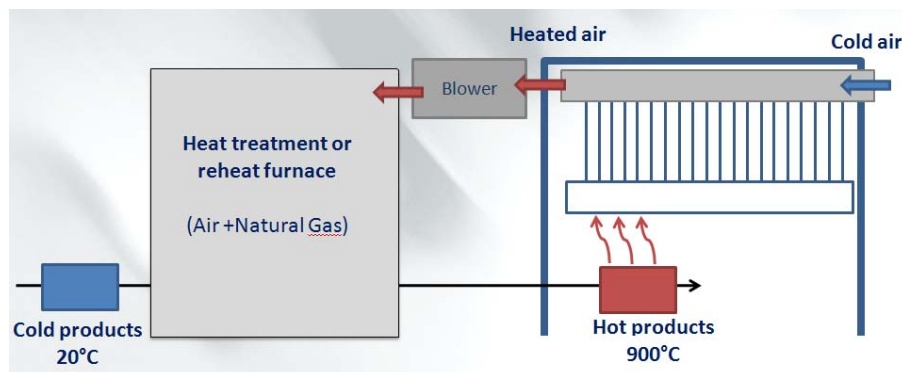 Heated air
Cold air
Blower
Heat treatment or
reheat furnace
(Air +Natural Gas)
Cold products
20°C
Hot products
900°C